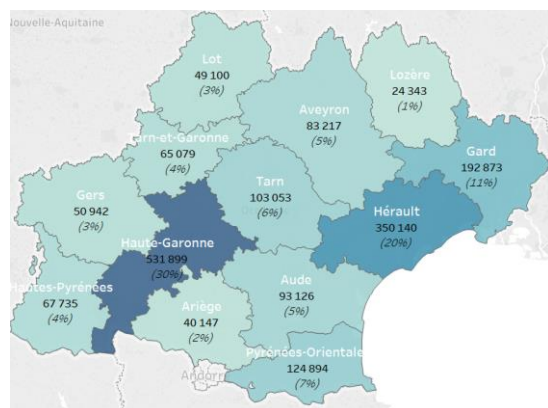 Nouvelle-Aquitaine
Lot
49 100
(3%)
Lozère
24 343
(1%)
Aveyron
83 217
(5%)
Tarn-et-Garonne
65 079
(4%)
Gard
192 873
(11%)
Tarn
103 053
(6%)
Gers
50 942
(3%)
Hérault
350 140
(20%)
Haute-Garonne
531 899
(30%)
Hautes-Pyrénées
67 735
(4%)
Aude
93 126
(5%)
Ariège
40 147
(2%)
Pyrénées-Orientale
124 894
(7%)
Andorr